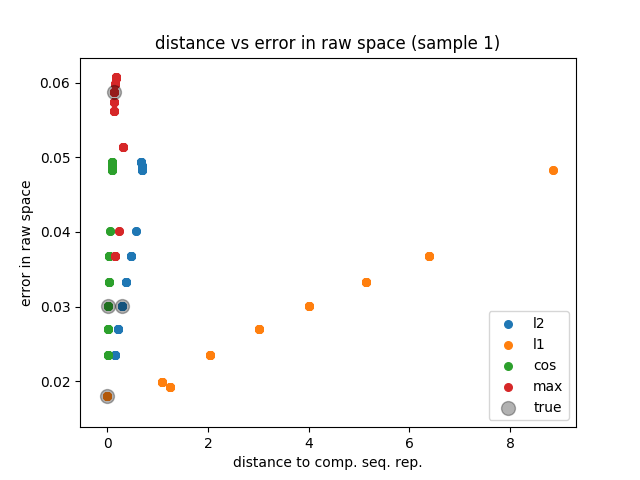 distance vs error in raw space (sample 1)
error in raw space
0.06
0.05
0.04
0.03
0.02
0
2
4
6
8
distance to comp. seq. rep.
l2
l1
cos
max
true